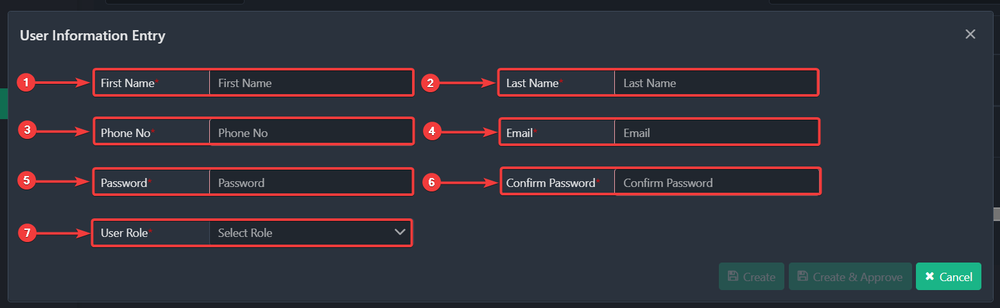 User Information Entry
1 First Name* First Name 2 Last Name* Last Name
3 Phone No* Phone No 4 Email* Email
5 Password* Password 6 Confirm Password* Confirm Password
7 User Role* Select Role
Create Create & Approve Cancel